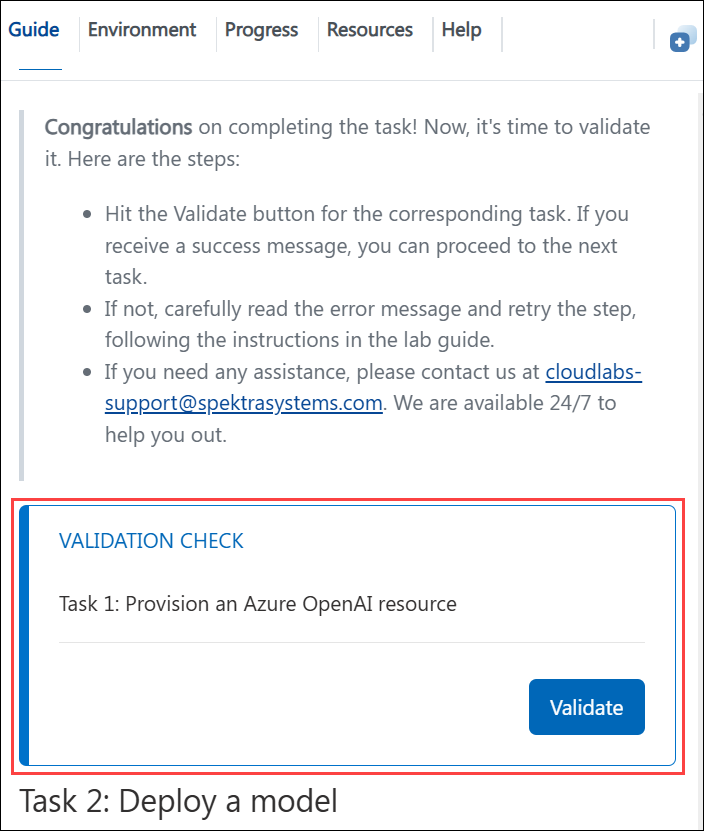 Guide Environment Progress Resources Help
Congratulations on completing the task! Now, it's time to validate
it. Here are the steps:
Hit the Validate button for the corresponding task. If you
receive a success message, you can proceed to the next
task.
If not, carefully read the error message and retry the step,
following the instructions in the lab guide.
If you need any assistance, please contact us at cloudlabs-
support@spektrasystems.com. We are available 24/7 to
help you out.
VALIDATION CHECK
Task 1: Provision an Azure OpenAI resource
Validate
Task 2: Deploy a model